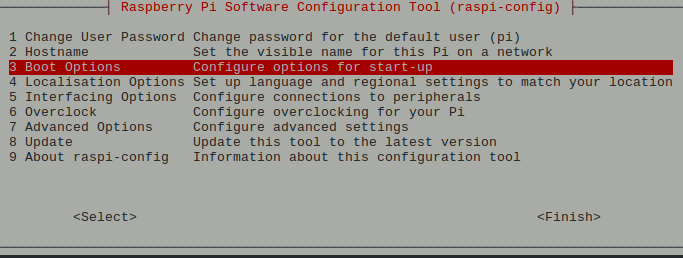 Raspberry Pi Software Configuration Tool (raspi-config)
1 Change User Password Change password for the default user (pi)
2 Hostname Set the visible name for this Pi on a network
3 Boot Options Configure options for start-up
4 Localisation Options Set up language and regional settings to match your location
5 Interfacing Options Configure connections to peripherals
6 Overclock Configure overclocking for your Pi
7 Advanced Options Configure advanced settings
8 Update Update this tool to the latest version
9 About raspi-config Information about this configuration tool
<Select> <Finish>